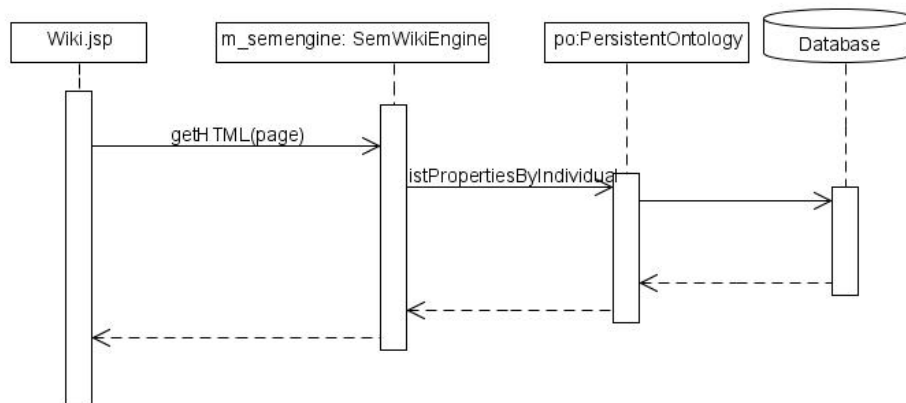 Wiki.jsp
m_semengine: SemWikiEngine
po:PersistentOntology
Database
getHTML(page)
istPropertiesByIndividual